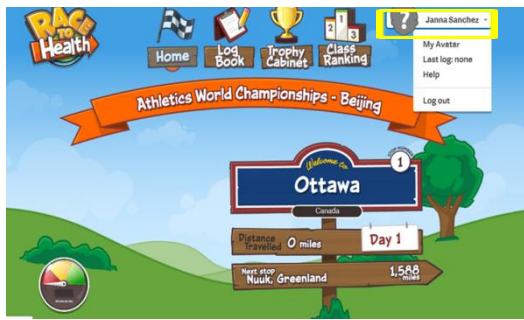 RACE
TO
Health
Home
Log
Book
Trophy
Cabinet
1
2
3
Class
Ranking
?
Janna Sanchez
My Avatar
Last log: none
Help
Log out
Athletics World Championships - Beijing
Welcome to
1
Ottawa
Canada
Distance
Travelled 0 miles
Day 1
Next stop
Nuuk, Greenland
1,588
miles